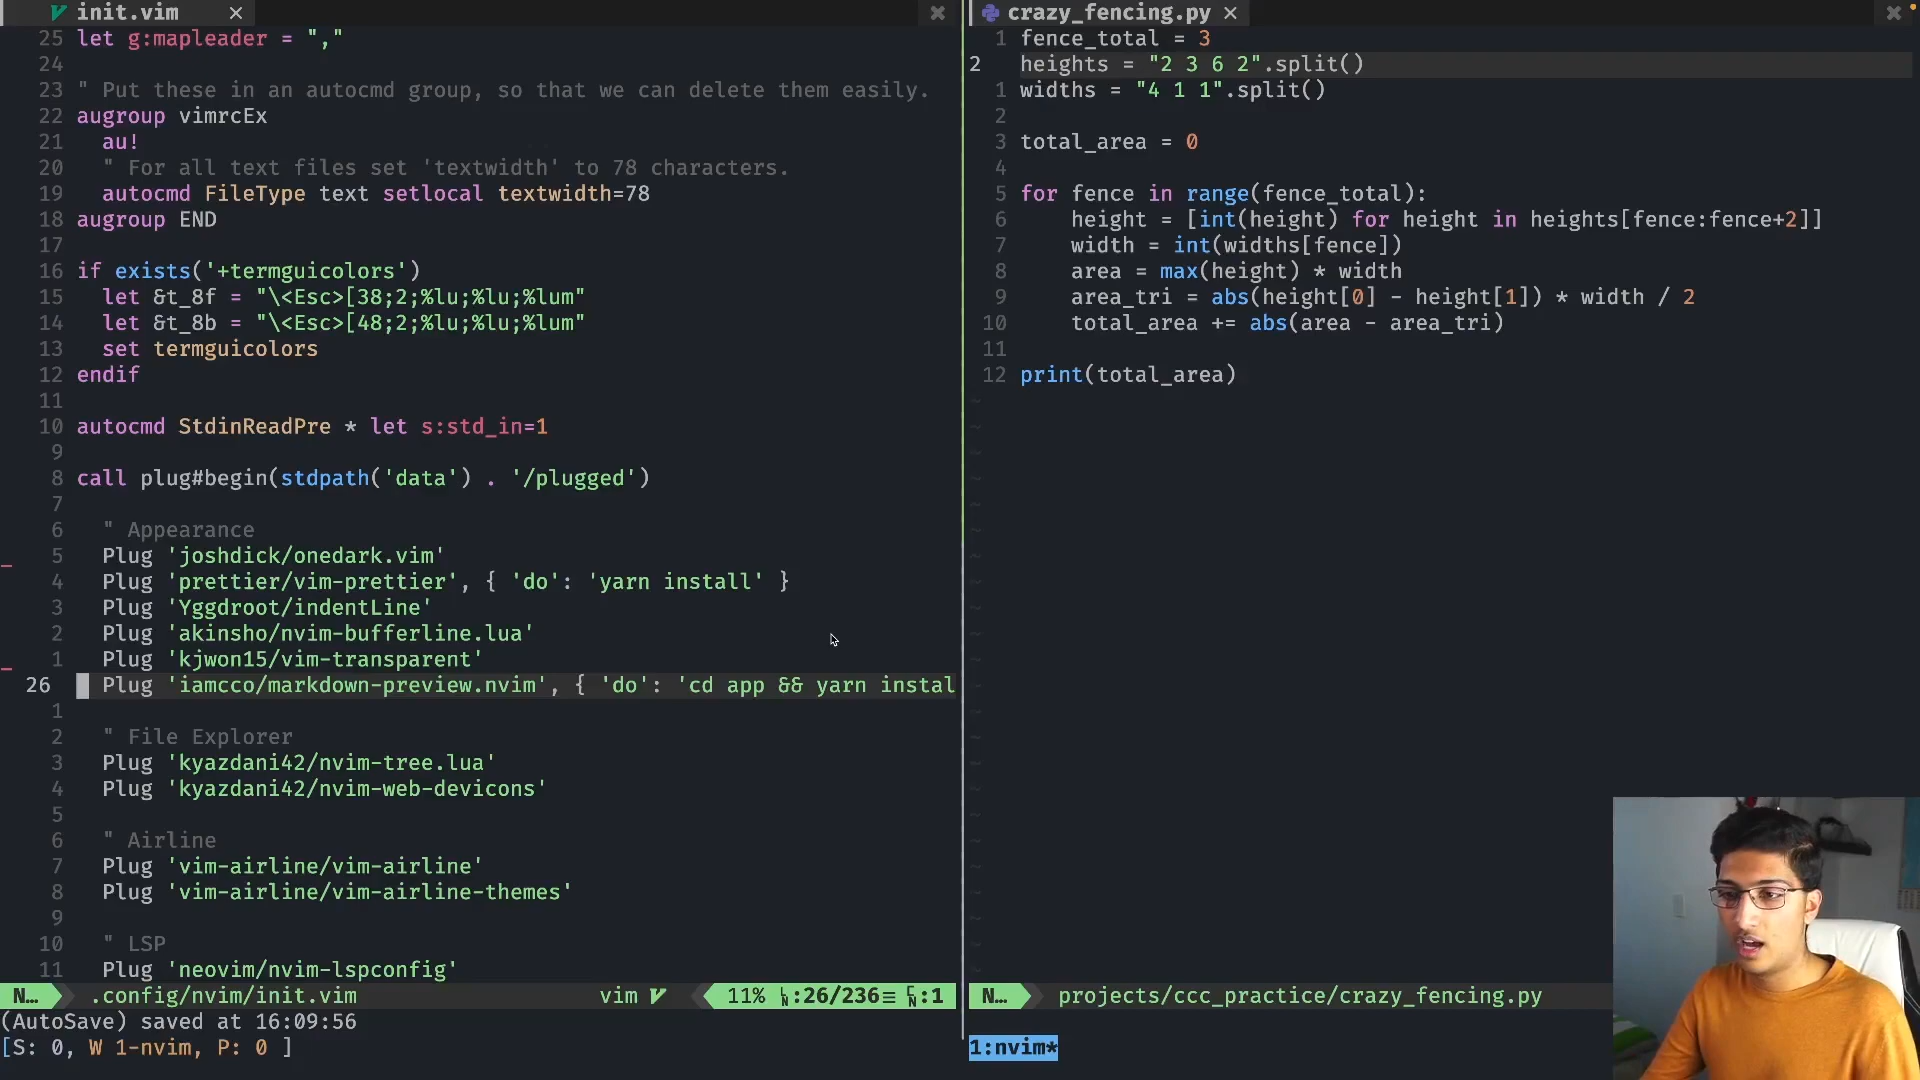 init.vim
25 let g:mapleader = ","
24
23 " Put these in an autocmd group, so that we can delete them easily.
22 augroup vimrcEx
21   au!
20   " For all text files set 'textwidth' to 78 characters.
19   autocmd FileType text setlocal textwidth=78
18 augroup END
17
16 if exists('+termguicolors')
15   let &t_8f = "\<Esc>[38;2;%lu;%lu;%lum"
14   let &t_8b = "\<Esc>[48;2;%lu;%lu;%lum"
13   set termguicolors
12 endif
11
10 autocmd StdinReadPre * let s:std_in=1
9
8 call plug#begin(stdpath('data') . '/plugged')
7
6   " Appearance
5   Plug 'joshdick/onedark.vim'
4   Plug 'prettier/vim-prettier', { 'do': 'yarn install' }
3   Plug 'Yggdroot/indentLine'
2   Plug 'akinsho/nvim-bufferline.lua'
1   Plug 'kjwon15/vim-transparent'
26   Plug 'iamcco/markdown-preview.nvim', { 'do': 'cd app && yarn instal
1
2   " File Explorer
3   Plug 'kyazdani42/nvim-tree.lua'
4   Plug 'kyazdani42/nvim-web-devicons'
5
6   " Airline
7   Plug 'vim-airline/vim-airline'
8   Plug 'vim-airline/vim-airline-themes'
9
10   " LSP
11   Plug 'neovim/nvim-lspconfig'
N… .config/nvim/init.vim vim 11% :26/236≡ :1
(AutoSave) saved at 16:09:56
[S: 0, W 1-nvim, P: 0 ]
crazy_fencing.py
1 fence_total = 3
2 heights = "2 3 6 2".split()
1 widths = "4 1 1".split()
2
3 total_area = 0
4
5 for fence in range(fence_total):
6     height = [int(height) for height in heights[fence:fence+2]]
7     width = int(widths[fence])
8     area = max(height) * width
9     area_tri = abs(height[0] - height[1]) * width / 2
10     total_area += abs(area - area_tri)
11
12 print(total_area)
N… projects/ccc_practice/crazy_fencing.py
1:nvim*